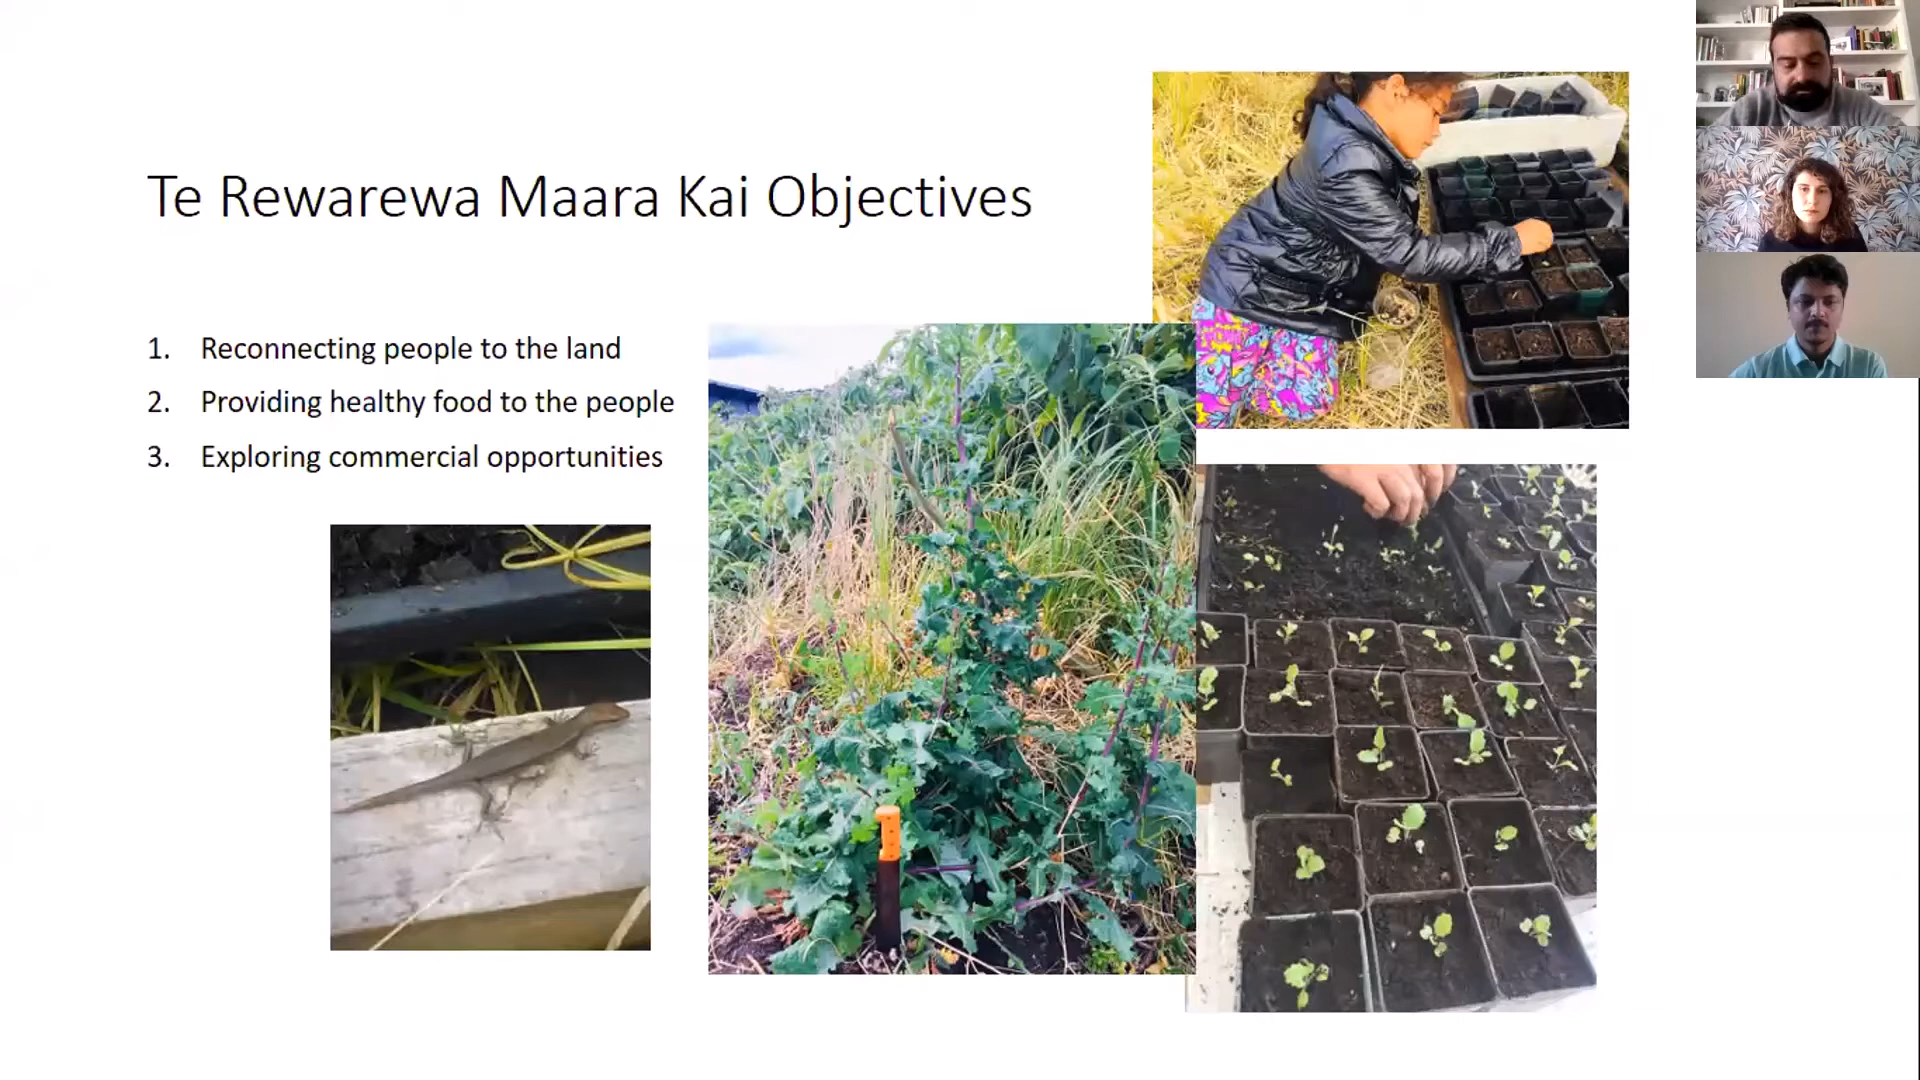 Te Rewarewa Maara Kai Objectives
1. Reconnecting people to the land
2. Providing healthy food to the people
3. Exploring commercial opportunities